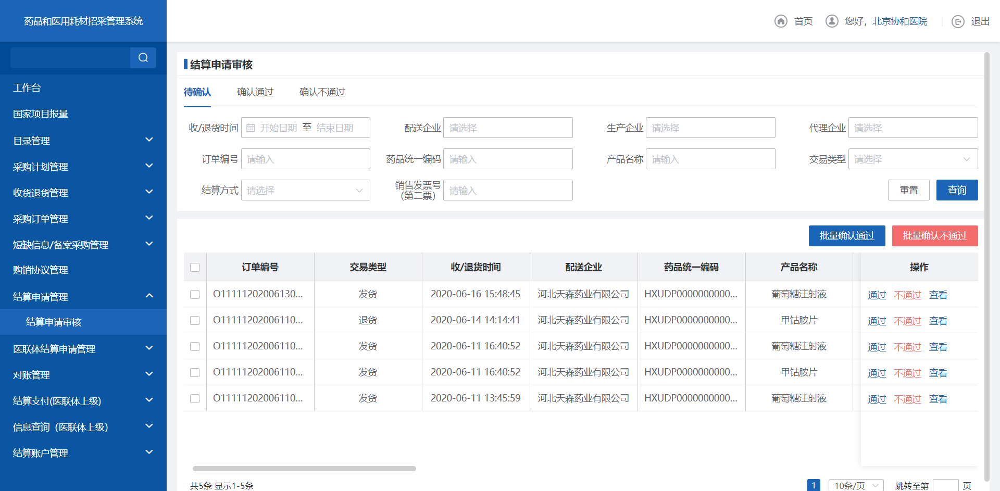 药品和医用耗材招采管理系统
首页
您好，北京协和医院
退出
工作台
国家项目报量
目录管理
采购计划管理
收货退货管理
采购订单管理
短缺信息/备案采购管理
购销协议管理
结算申请管理
结算申请审核
医联体结算申请管理
对账管理
结算支付(医联体上级)
信息查询（医联体上级）
结算账户管理
结算申请审核
待确认 确认通过 确认不通过
收/退货时间 开始日期 至 结束日期 配送企业 请选择 生产企业 请选择 代理企业 请选择
订单编号 请输入 药品统一编码 请输入 产品名称 请输入 交易类型 请选择
结算方式 请选择 销售发票号 请输入 重置 查询
（第二票）
批量确认通过 批量确认不通过
订单编号 交易类型 收/退货时间 配送企业 药品统一编码 产品名称 操作
O11111202006130... 发货 2020-06-16 15:48:45 河北天森药业有限公司 HXUDP0000000000... 葡萄糖注射液 通过 不通过 查看
O11111202006110... 退货 2020-06-14 14:14:41 河北天森药业有限公司 HXUDP0000000000... 甲钴胺片 通过 不通过 查看
O11111202006110... 发货 2020-06-11 16:40:52 河北天森药业有限公司 HXUDP0000000000... 葡萄糖注射液 通过 不通过 查看
O11111202006110... 发货 2020-06-11 16:40:52 河北天森药业有限公司 HXUDP0000000000... 甲钴胺片 通过 不通过 查看
O11111202006110... 发货 2020-06-11 13:45:59 河北天森药业有限公司 HXUDP0000000000... 葡萄糖注射液 通过 不通过 查看
共5条 显示1-5条 1 10条/页 跳转至第 页